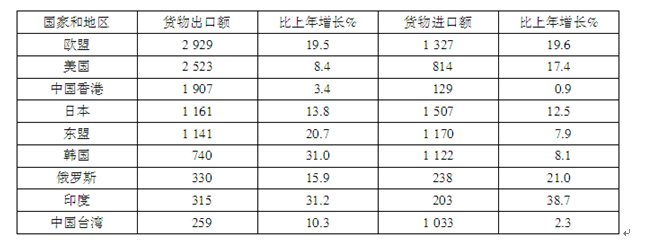 国家和地区 货物出口额 比上年增长% 货物进口额 比上年增长%
欧盟 2 929 19.5 1 327 19.6
美国 2 523 8.4 814 17.4
中国香港 1 907 3.4 129 0.9
日本 1 161 13.8 1 507 12.5
东盟 1 141 20.7 1 170 7.9
韩国 740 31.0 1 122 8.1
俄罗斯 330 15.9 238 21.0
印度 315 31.2 203 38.7
中国台湾 259 10.3 1 033 2.3